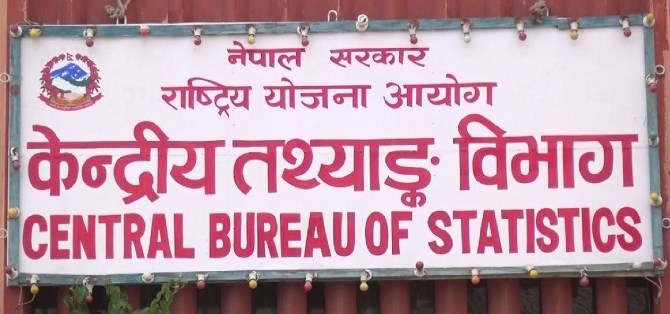 नेपाल सरकार
राष्ट्रिय योजना आयोग
केन्द्रीय तथ्याङ्क विभाग
CENTRAL BUREAU OF STATISTICS